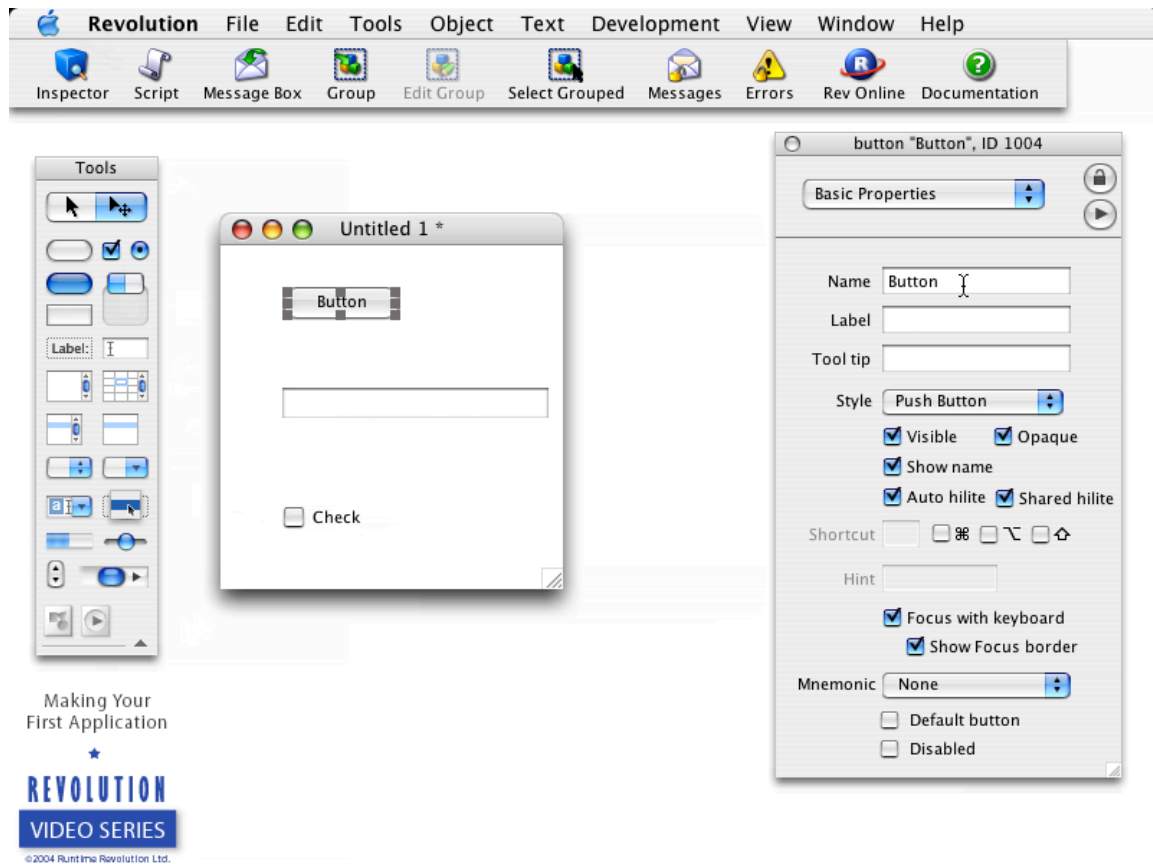 Revolution File Edit Tools Object Text Development View Window Help
Inspector Script Message Box Group Edit Group Select Grouped Messages Errors Rev Online Documentation
Tools
Label:
a
Untitled 1 *
Button
Check
button "Button", ID 1004
Basic Properties
Name Button
Label
Tool tip
Style Push Button
Visible Opaque
Show name
Auto hilite Shared hilite
Shortcut ⌘ ⌥ ⇧
Hint
Focus with keyboard
Show Focus border
Mnemonic None
Default button
Disabled
Making Your
First Application
REVOLUTION
VIDEO SERIES
©2004 Runtime Revolution Ltd.